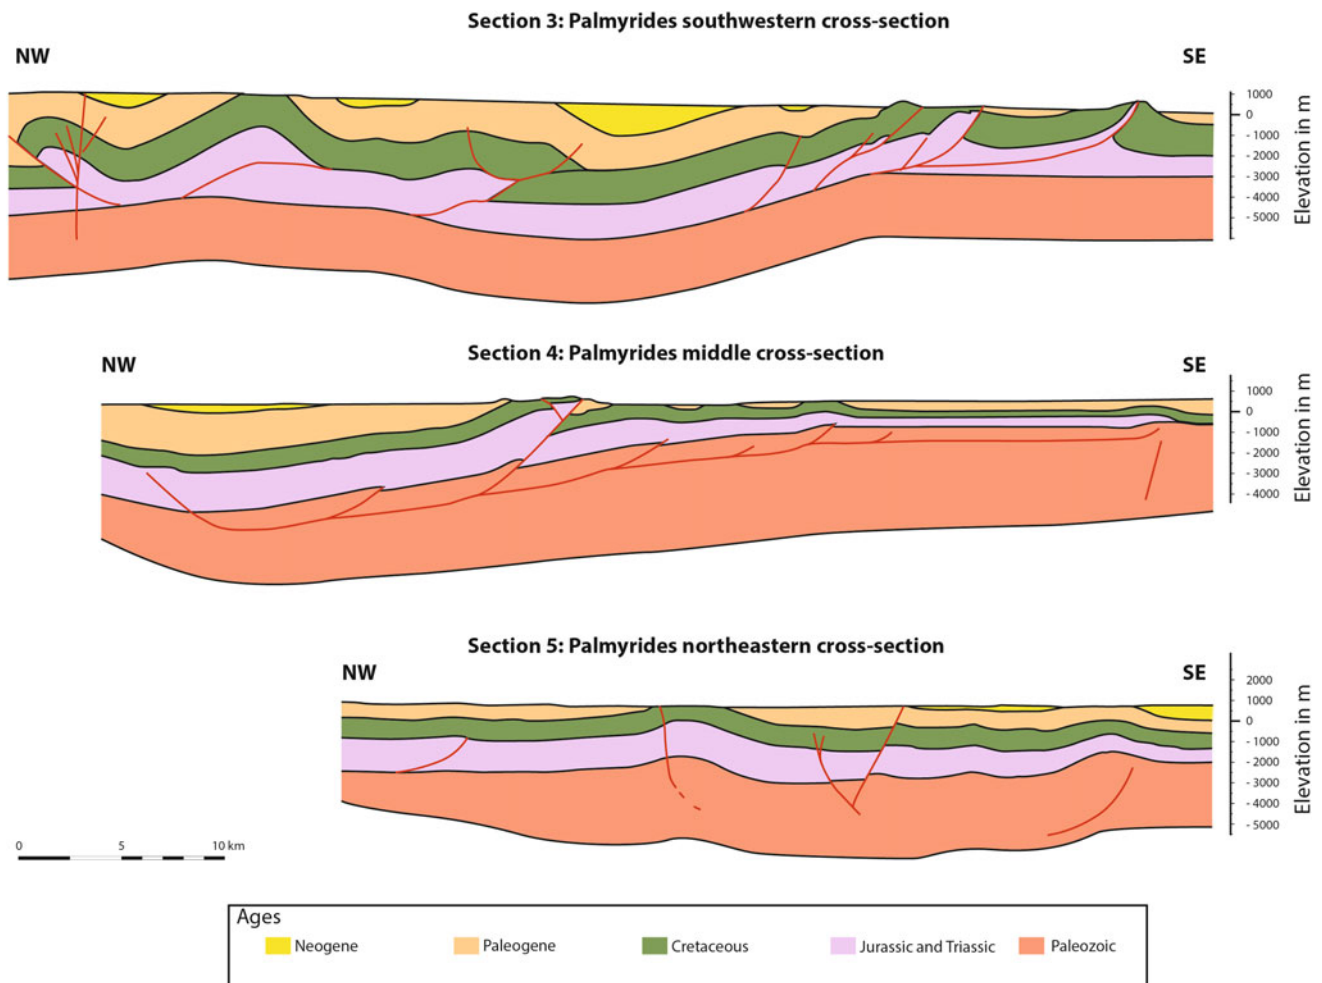 Section 3: Palmyrides southwestern cross-section
NW
SE
1000
0
-1000
-2000
-3000
-4000
-5000
Elevation in m
Section 4: Palmyrides middle cross-section
NW
SE
1000
0
-1000
-2000
-3000
-4000
Elevation in m
Section 5: Palmyrides northeastern cross-section
NW
SE
2000
1000
0
-1000
-2000
-3000
-4000
-5000
Elevation in m
0 5 10 km
Ages
Neogene Paleogene Cretaceous Jurassic and Triassic Paleozoic